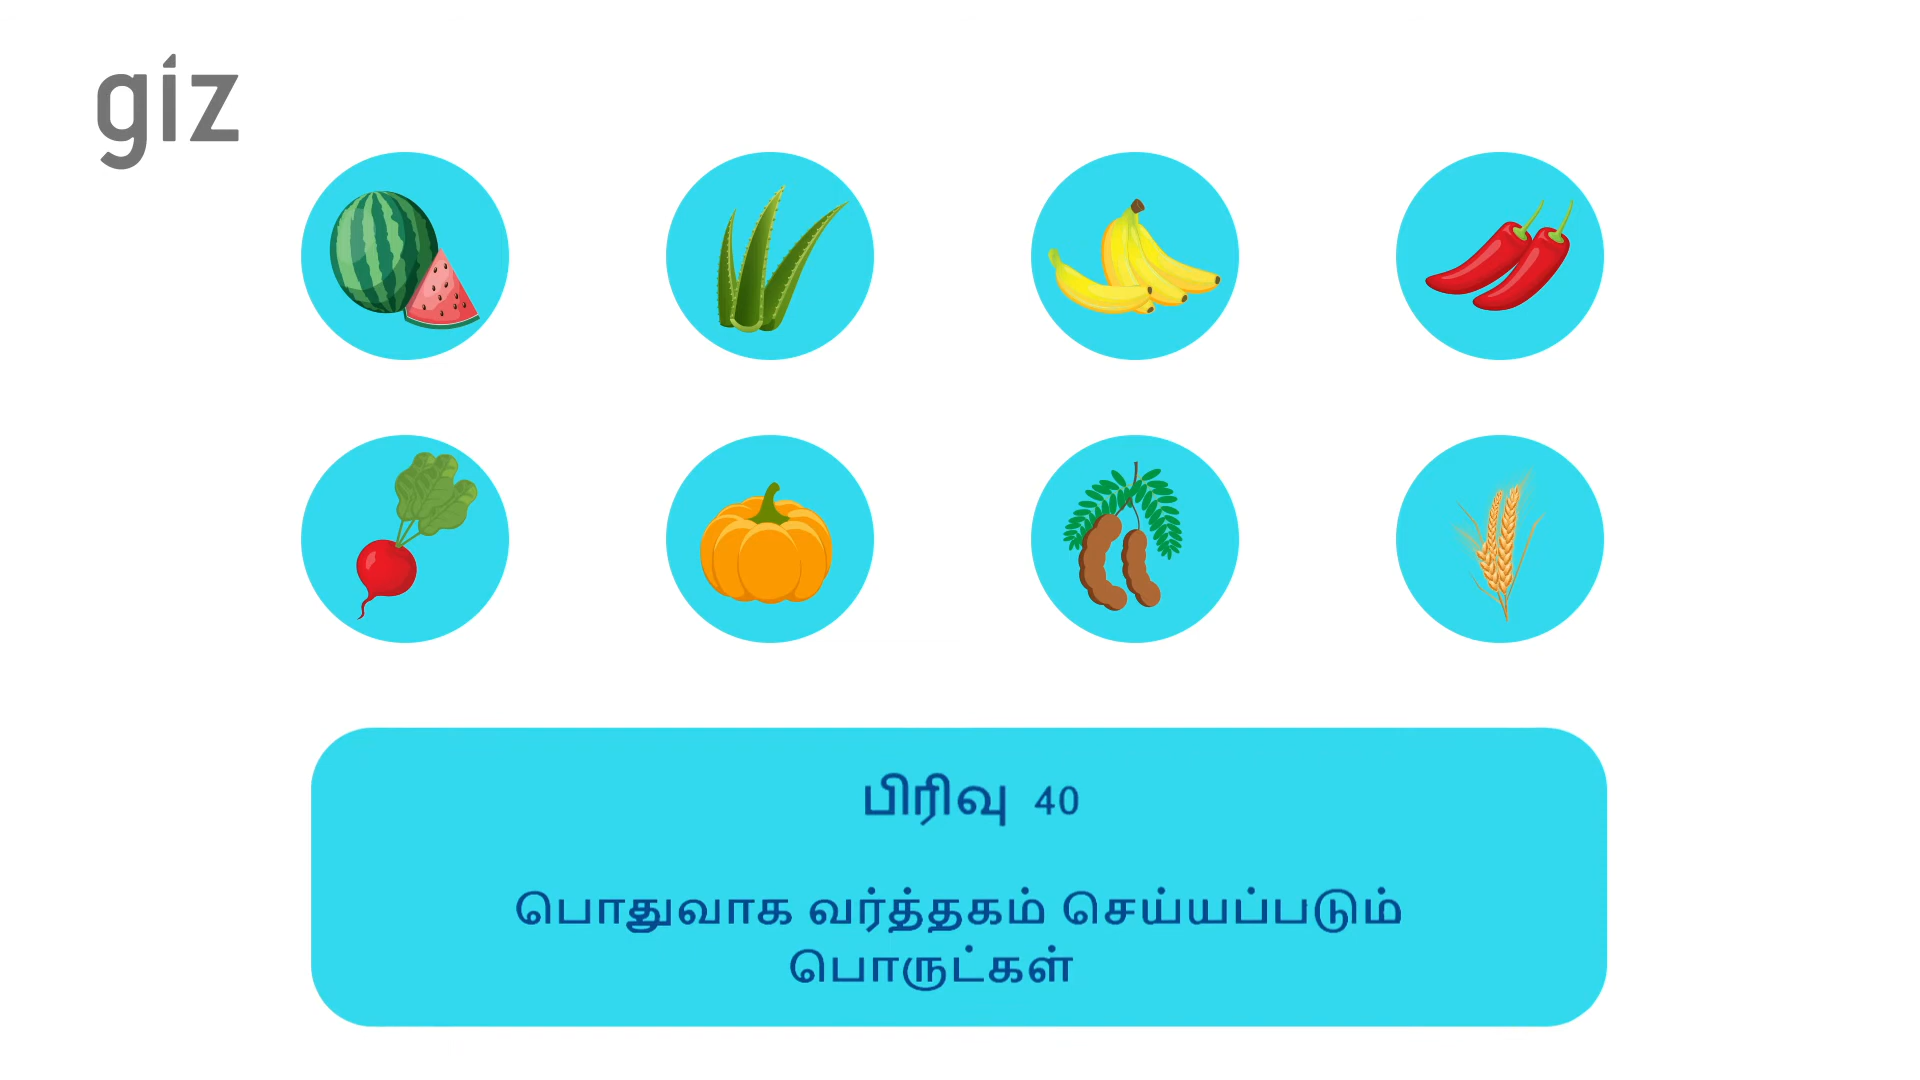 giz
பிரிவு 40
பொதுவாக வர்த்தகம் செய்யப்படும்
பொருட்கள்